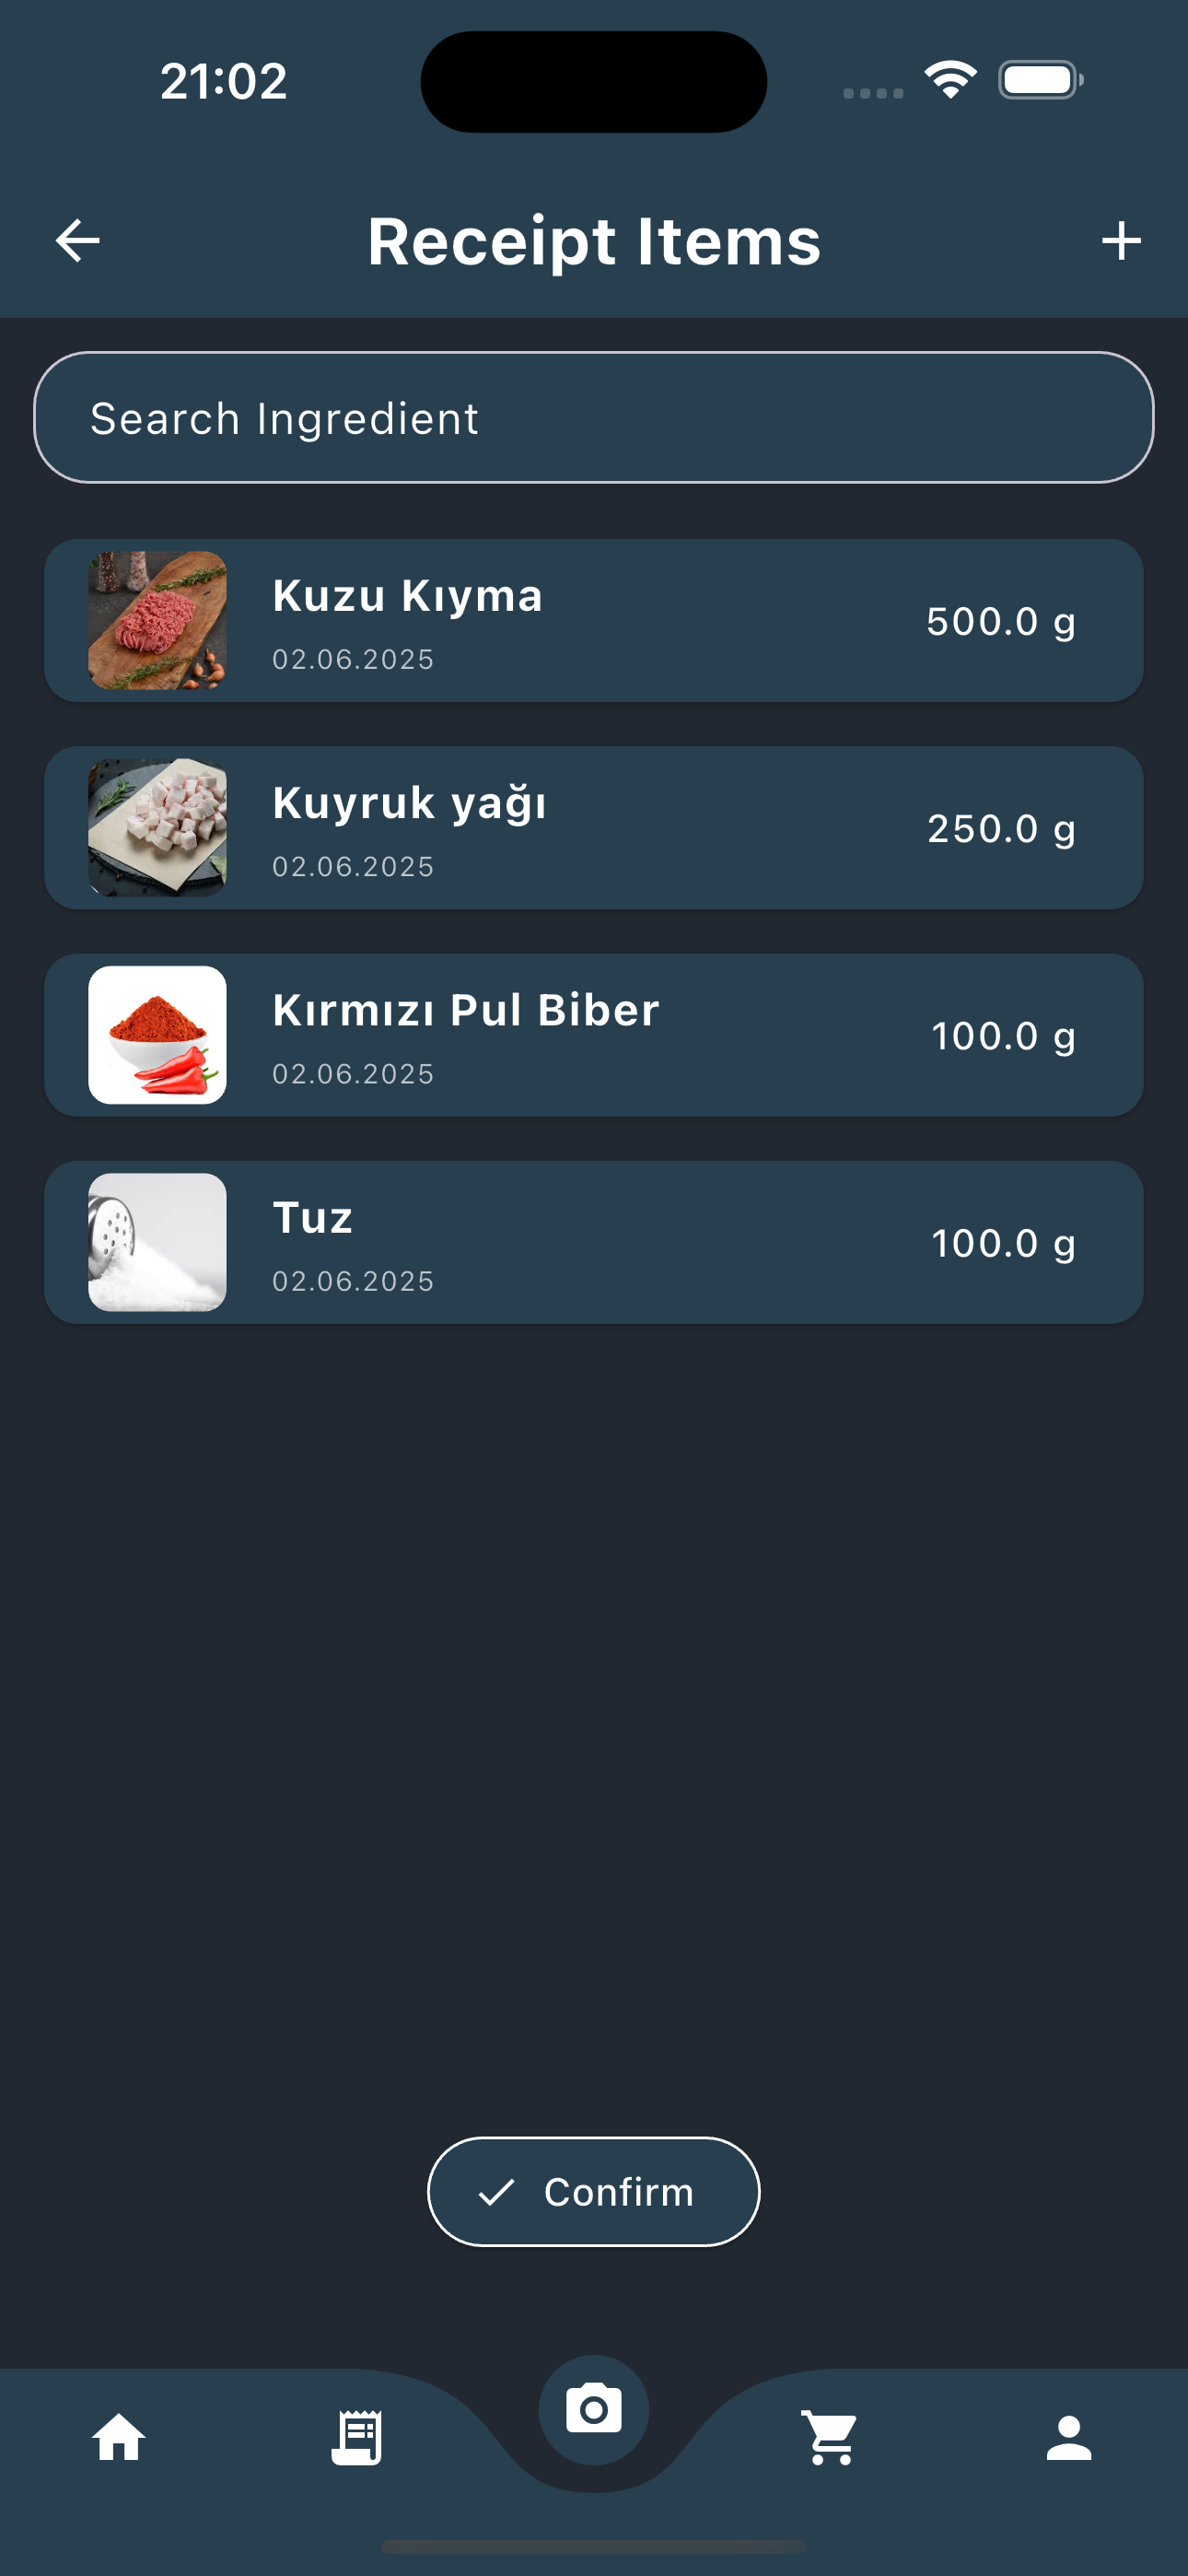 21:02
Receipt Items
Search Ingredient
Kuzu Kıyma
02.06.2025
500.0 g
Kuyruk yağı
02.06.2025
250.0 g
Kırmızı Pul Biber
02.06.2025
100.0 g
Tuz
02.06.2025
100.0 g
Confirm